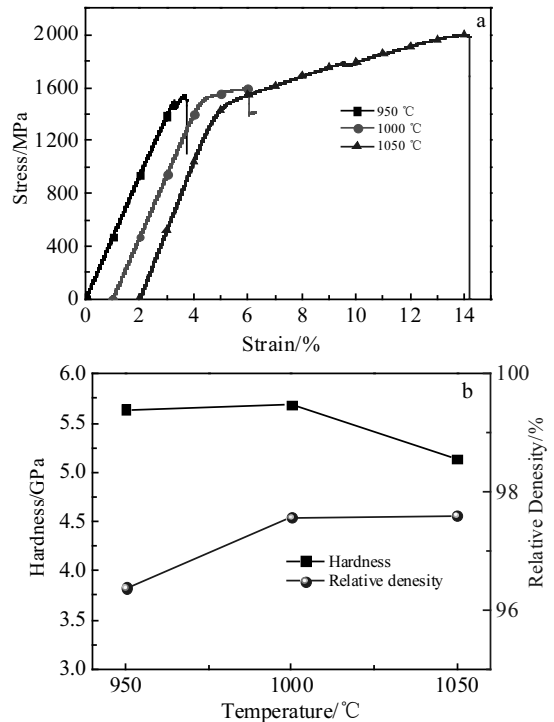 a
2000
1600
1200
800
400
0
Stress/MPa
950 ℃
1000 ℃
1050 ℃
0 2 4 6 8 10 12 14
Strain/%
b
6.0
5.5
5.0
4.5
4.0
3.5
3.0
Hardness/GPa
100
98
96
Relative Denesity/%
Hardness
Relative denesity
950 1000 1050
Temperature/℃